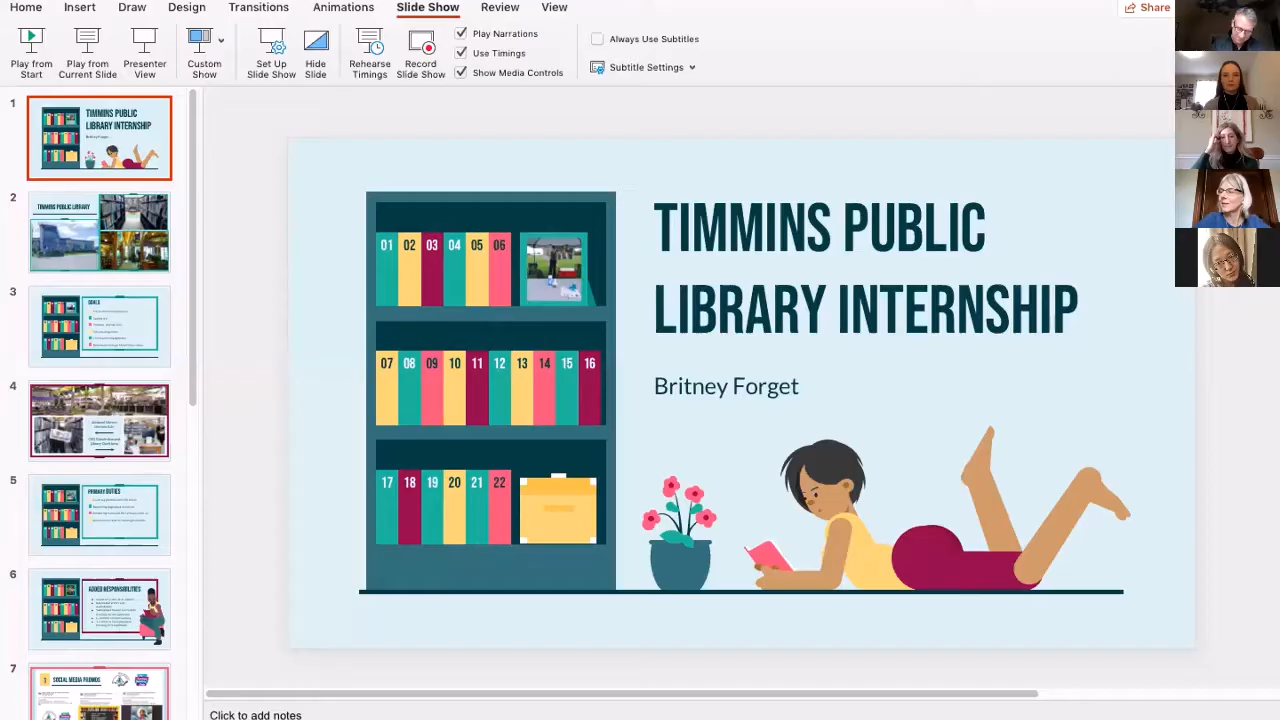 Home Insert Draw Design Transitions Animations Slide Show Review View Share
Play from Start
Play from Current Slide
Presenter View
Custom Show
Set Up Slide Show
Hide Slide
Rehearse Timings
Record Slide Show
Play Narrations
Use Timings
Show Media Controls
Always Use Subtitles
Subtitle Settings
1
TIMMINS PUBLIC
LIBRARY INTERNSHIP
Britney Forget
2
TIMMINS PUBLIC LIBRARY
3
GOALS
4
5
PRIMARY DUTIES
6
ADDED RESPONSIBILITIES
7
SOCIAL MEDIA PROMOS
01 02 03 04 05 06
07 08 09 10 11 12 13 14 15 16
17 18 19 20 21 22
TIMMINS PUBLIC
LIBRARY INTERNSHIP
Britney Forget
Click to add notes